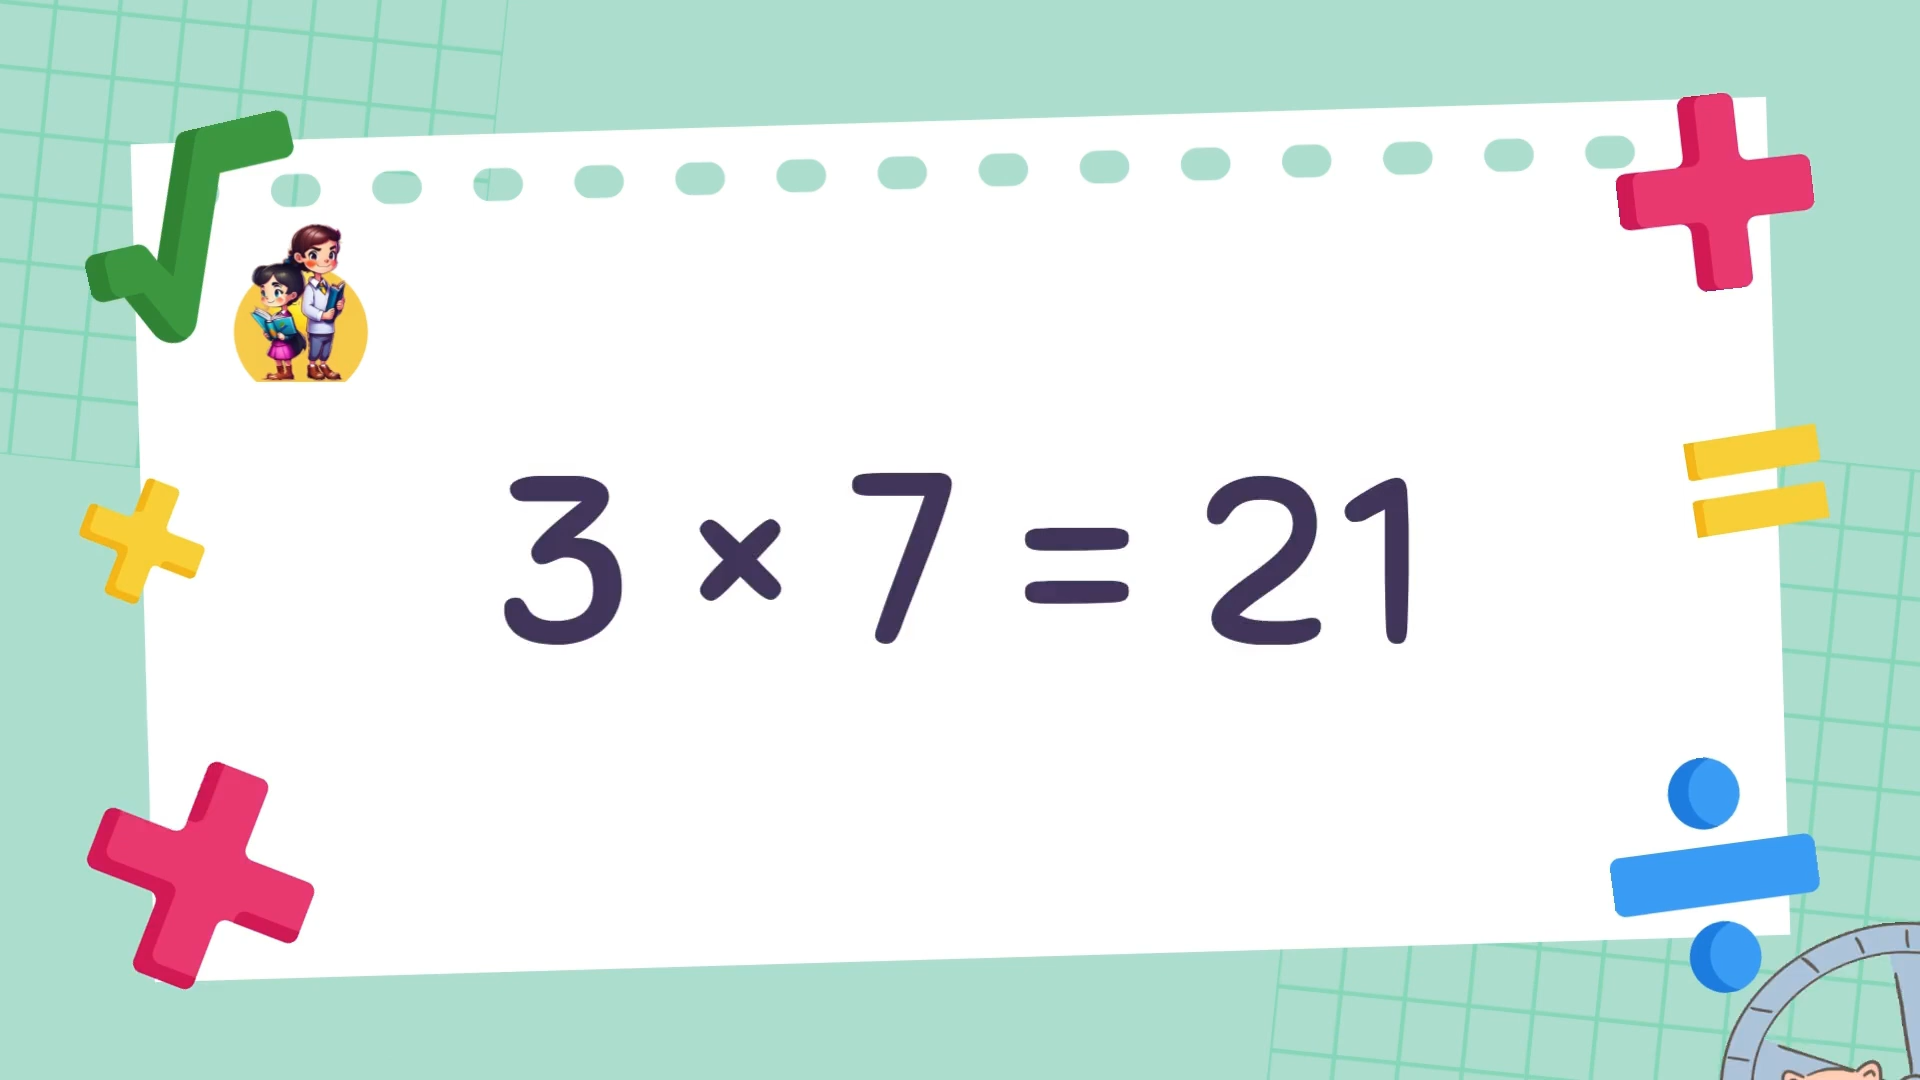 3 × 7 = 21